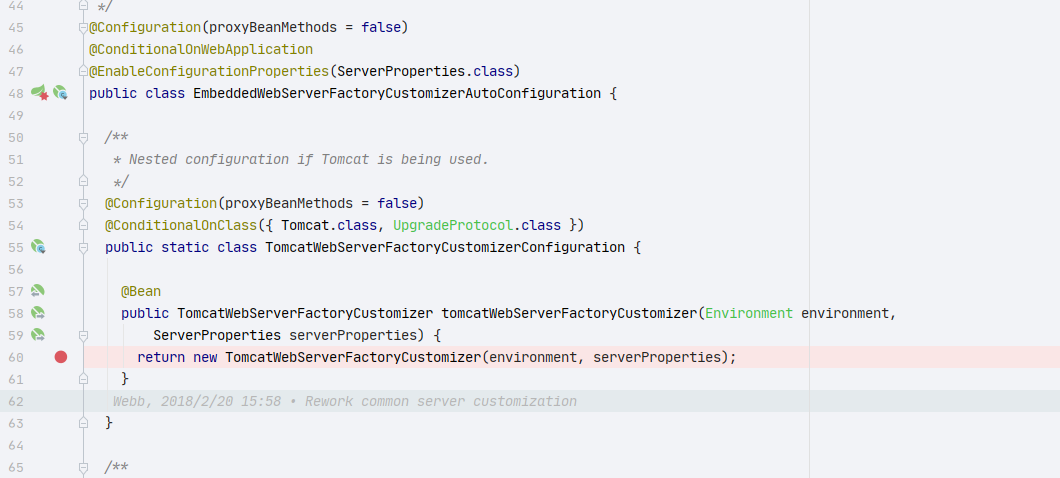 44 */
45 @Configuration(proxyBeanMethods = false)
46 @ConditionalOnWebApplication
47 @EnableConfigurationProperties(ServerProperties.class)
48 public class EmbeddedWebServerFactoryCustomizerAutoConfiguration {
49
50 /**
51 * Nested configuration if Tomcat is being used.
52 */
53 @Configuration(proxyBeanMethods = false)
54 @ConditionalOnClass({ Tomcat.class, UpgradeProtocol.class })
55 public static class TomcatWebServerFactoryCustomizerConfiguration {
56
57 @Bean
58 public TomcatWebServerFactoryCustomizer tomcatWebServerFactoryCustomizer(Environment environment,
59 ServerProperties serverProperties) {
60 return new TomcatWebServerFactoryCustomizer(environment, serverProperties);
61 }
62 Webb, 2018/2/20 15:58 • Rework common server customization
63 }
64
65 /**